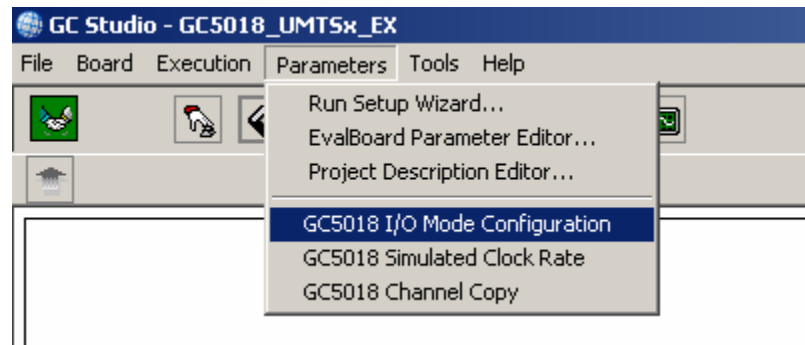 GC Studio - GC5018_UMTSx_EX
File Board Execution Parameters Tools Help
Run Setup Wizard...
EvalBoard Parameter Editor...
Project Description Editor...
GC5018 I/O Mode Configuration
GC5018 Simulated Clock Rate
GC5018 Channel Copy